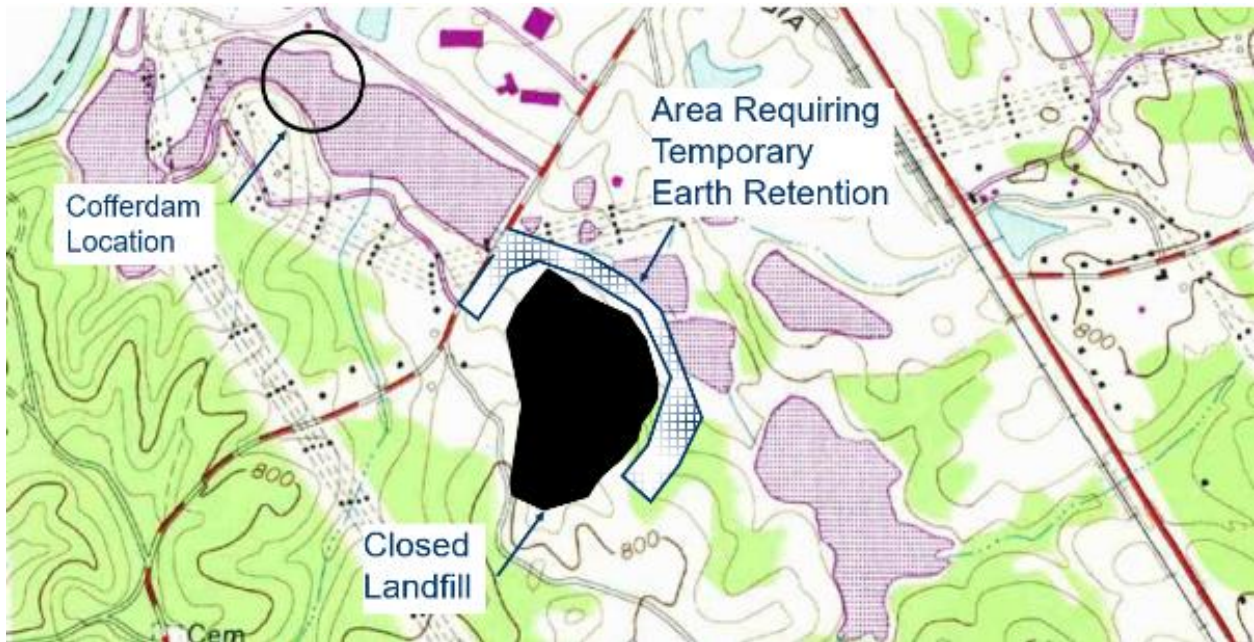 Area Requiring
Temporary
Earth Retention
Cofferdam
Location
800
800
800
Closed
Landfill
Cem